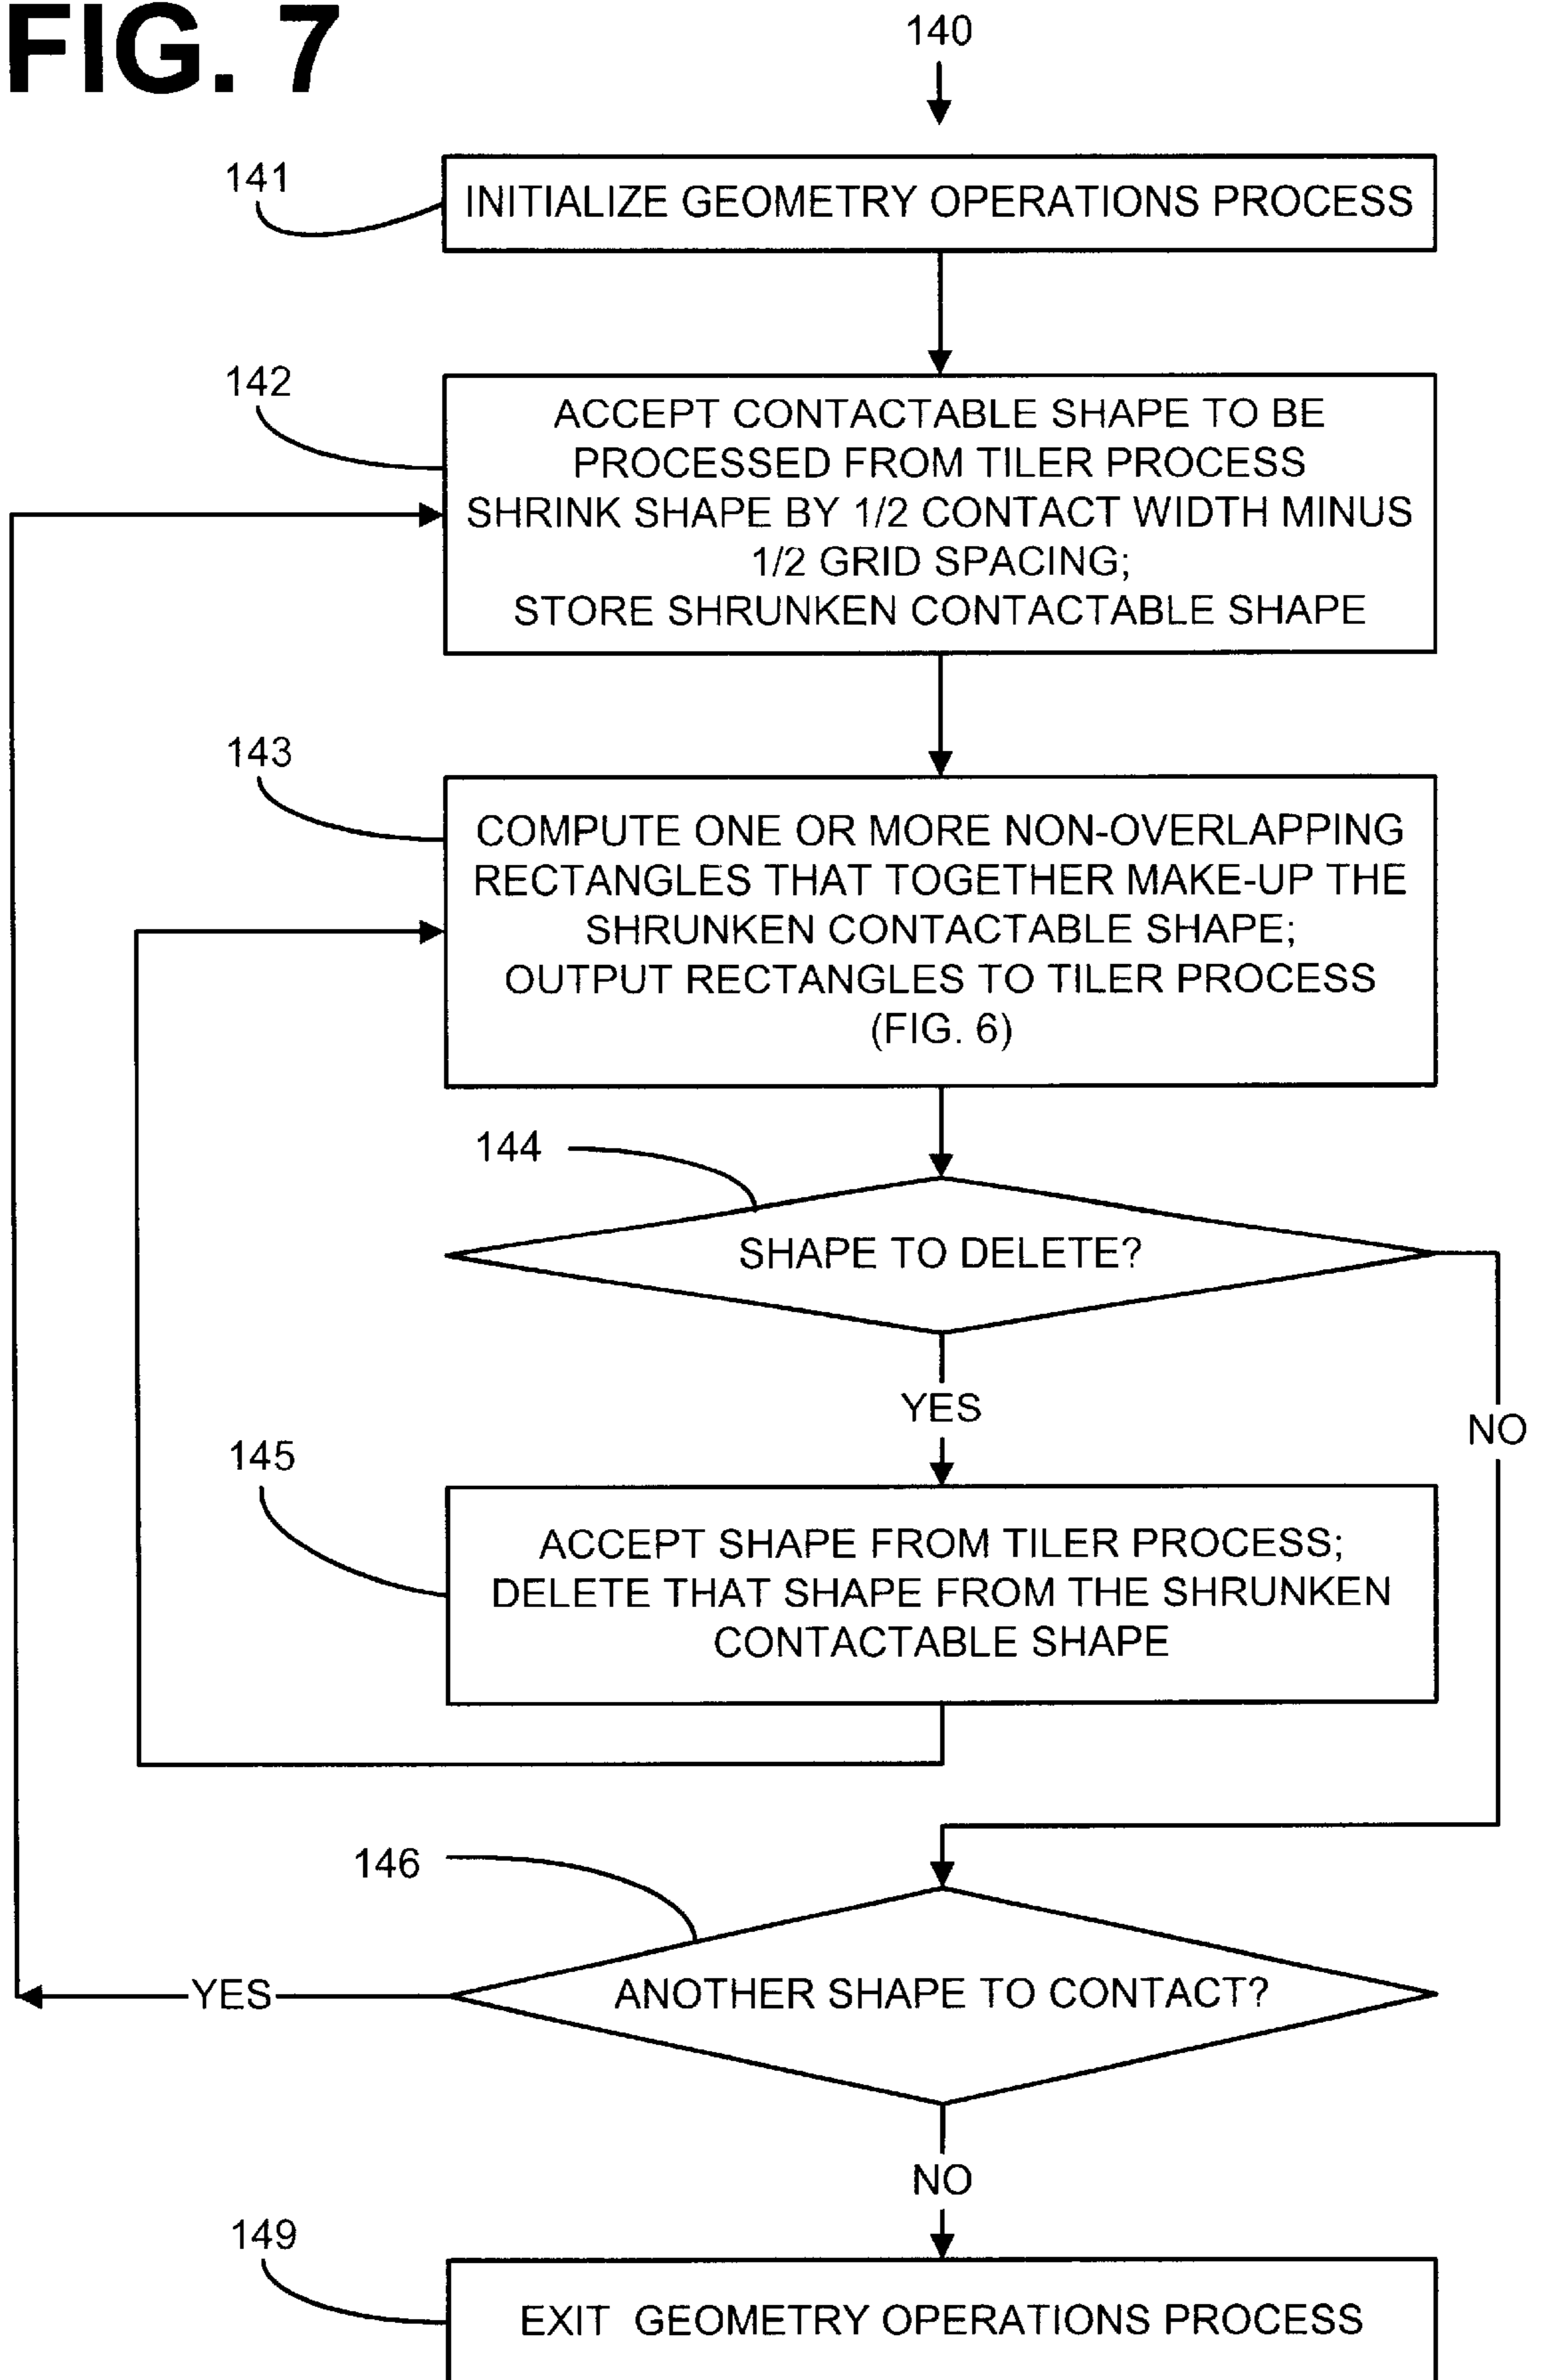 FIG. 7
140
141
INITIALIZE GEOMETRY OPERATIONS PROCESS
142
ACCEPT CONTACTABLE SHAPE TO BE
PROCESSED FROM TILER PROCESS
SHRINK SHAPE BY 1/2 CONTACT WIDTH MINUS
1/2 GRID SPACING;
STORE SHRUNKEN CONTACTABLE SHAPE
143
COMPUTE ONE OR MORE NON-OVERLAPPING
RECTANGLES THAT TOGETHER MAKE-UP THE
SHRUNKEN CONTACTABLE SHAPE;
OUTPUT RECTANGLES TO TILER PROCESS
(FIG. 6)
144
SHAPE TO DELETE?
YES
NO
145
ACCEPT SHAPE FROM TILER PROCESS;
DELETE THAT SHAPE FROM THE SHRUNKEN
CONTACTABLE SHAPE
146
ANOTHER SHAPE TO CONTACT?
YES
NO
149
EXIT GEOMETRY OPERATIONS PROCESS